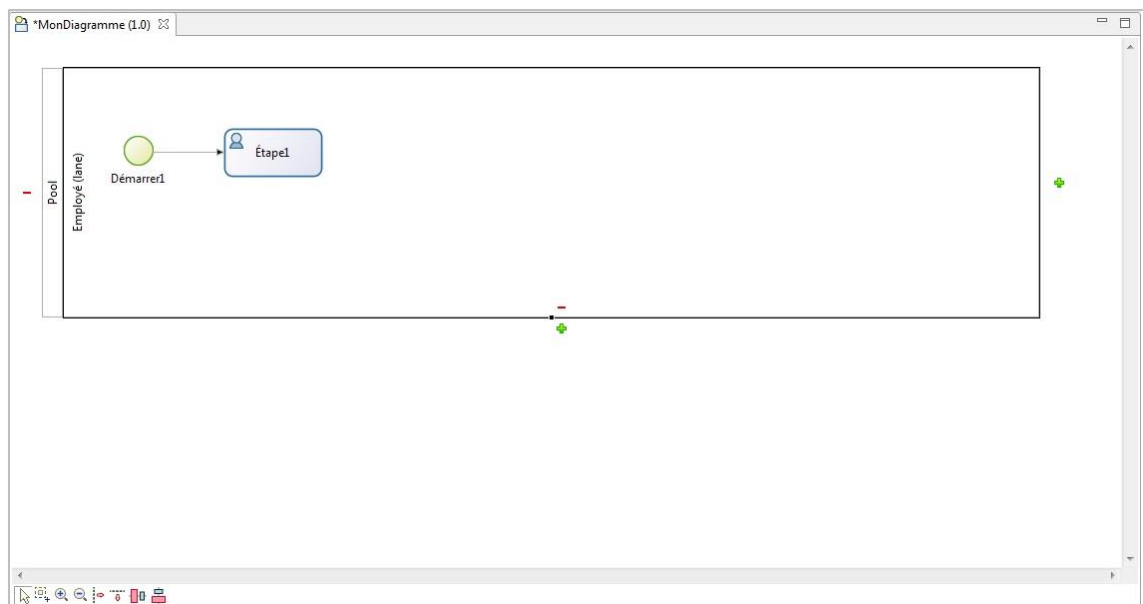 *MonDiagramme (1.0)
Pool
Employé (lane)
Démarrer1
Étape1